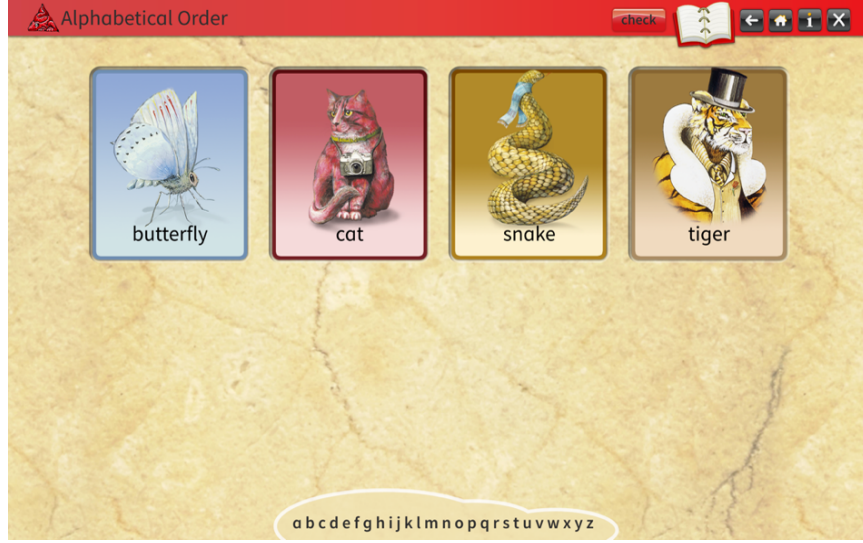 Alphabetical Order
check
butterfly
cat
snake
tiger
abcdefghijklmnopqrstuvwxyz